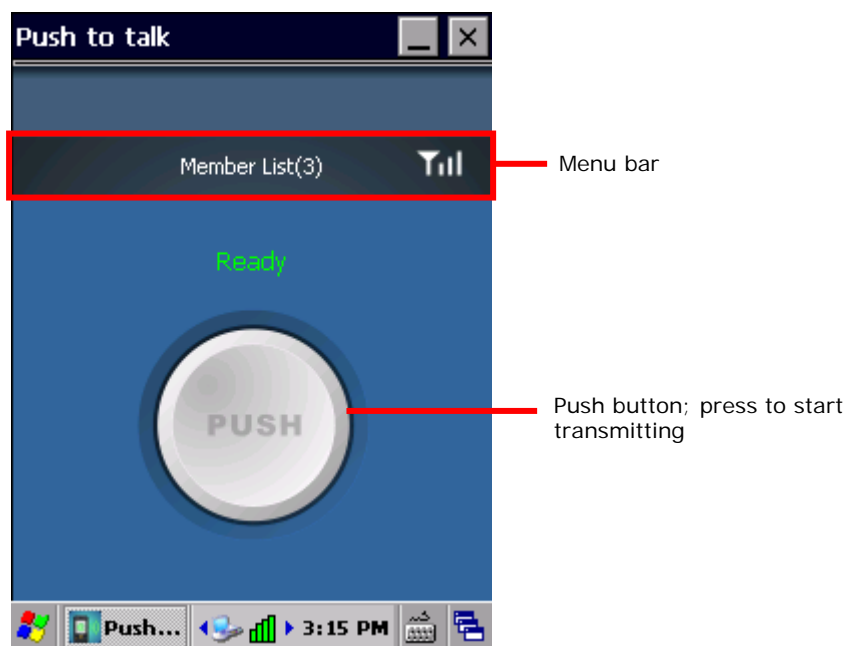 Push to talk
Member List(3)
Menu bar
Ready
PUSH
Push button; press to start
transmitting
Push...
3:15 PM